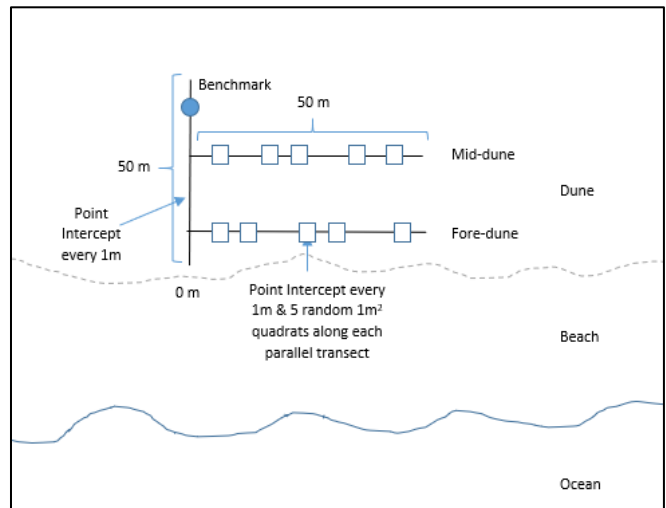 Benchmark
50 m
Mid-dune
50 m
Dune
Point
Intercept
every 1m
Fore-dune
0 m
Point Intercept every
1m & 5 random 1m²
quadrats along each
parallel transect
Beach
Ocean